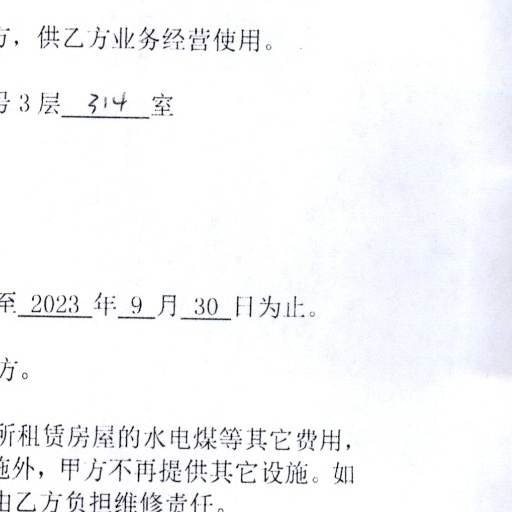 方，供乙方业务经营使用。
号 3 层 314 室
至 2023 年 9 月 30 日为止。
方。
所租赁房屋的水电煤等其它费用，
施外，甲方不再提供其它设施。如
由乙方负担维修责任。